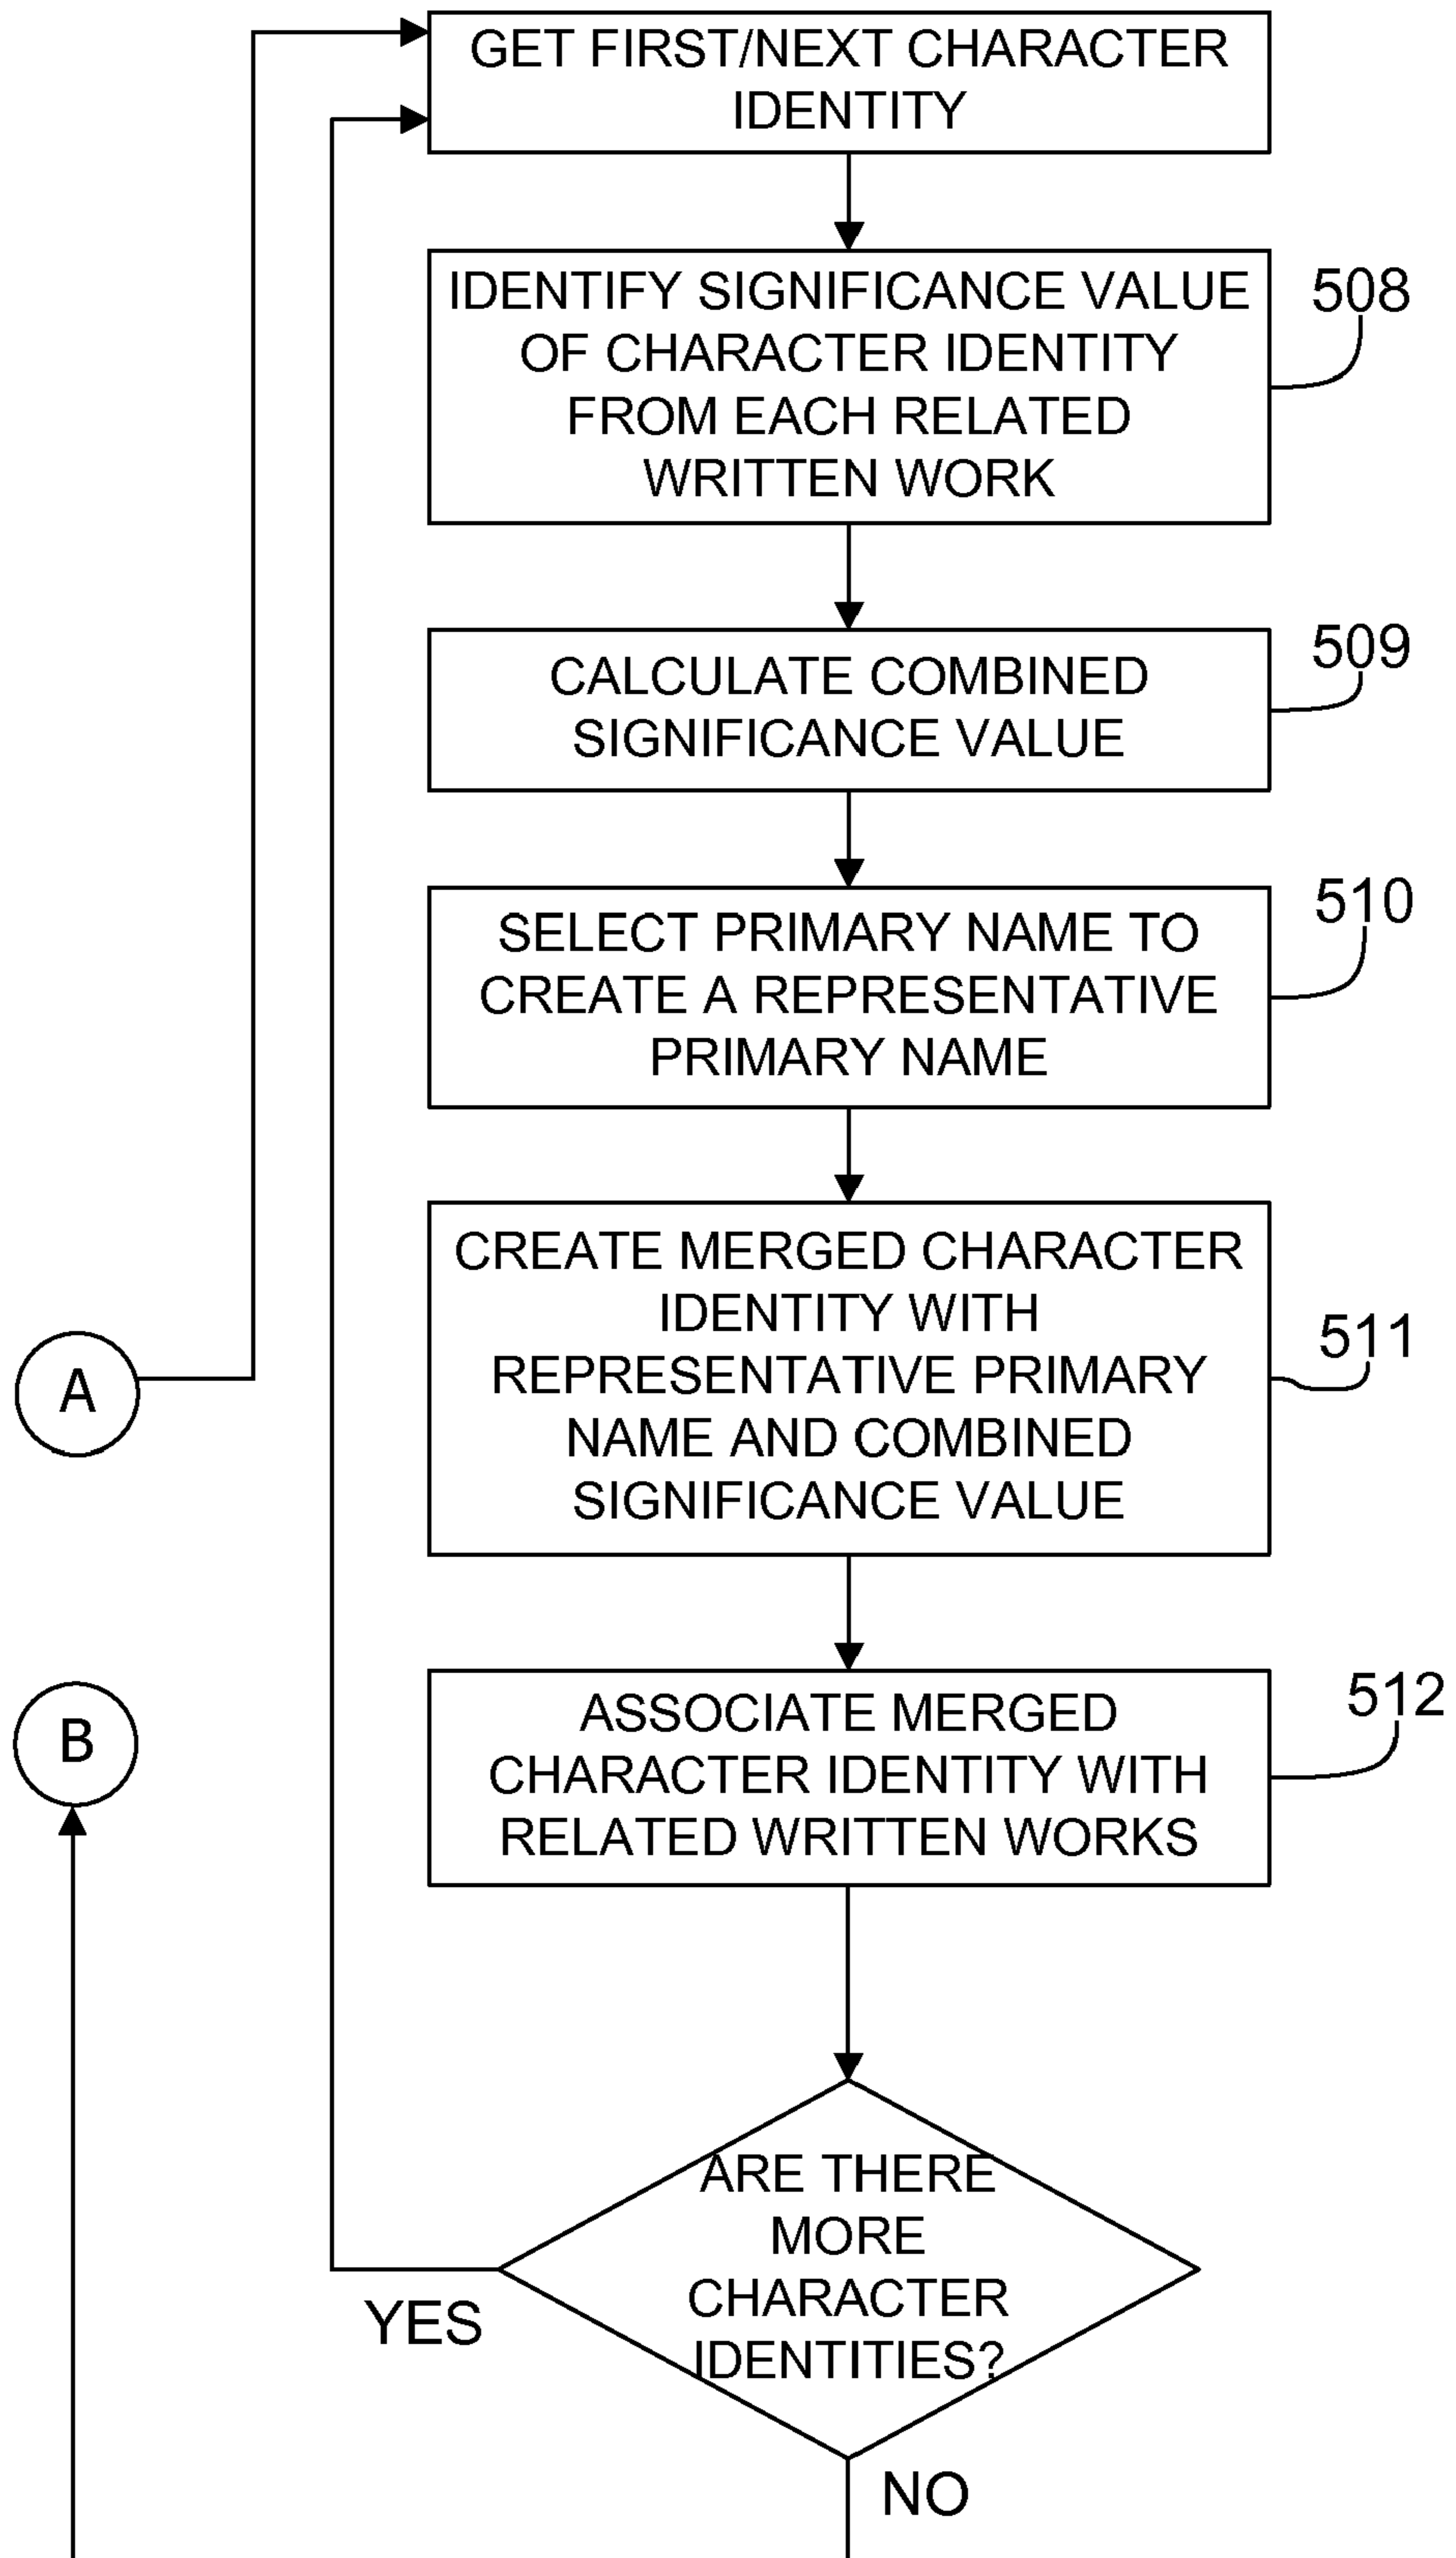 GET FIRST/NEXT CHARACTER
IDENTITY
IDENTIFY SIGNIFICANCE VALUE
OF CHARACTER IDENTITY
FROM EACH RELATED
WRITTEN WORK
508
CALCULATE COMBINED
SIGNIFICANCE VALUE
509
SELECT PRIMARY NAME TO
CREATE A REPRESENTATIVE
PRIMARY NAME
510
CREATE MERGED CHARACTER
IDENTITY WITH
REPRESENTATIVE PRIMARY
NAME AND COMBINED
SIGNIFICANCE VALUE
511
A
ASSOCIATE MERGED
CHARACTER IDENTITY WITH
RELATED WRITTEN WORKS
512
B
ARE THERE
MORE
CHARACTER
IDENTITIES?
YES
NO